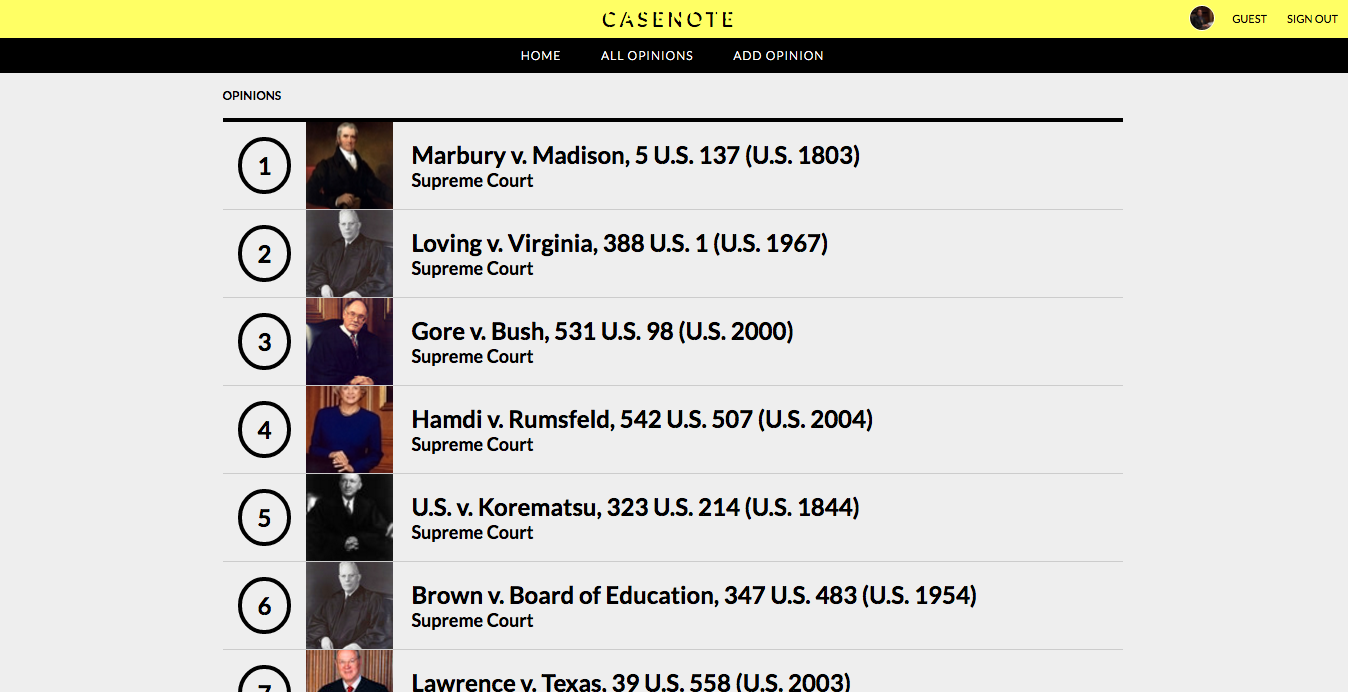 CASENOTE
GUEST SIGN OUT
HOME ALL OPINIONS ADD OPINION
OPINIONS
1
Marbury v. Madison, 5 U.S. 137 (U.S. 1803)
Supreme Court
2
Loving v. Virginia, 388 U.S. 1 (U.S. 1967)
Supreme Court
3
Gore v. Bush, 531 U.S. 98 (U.S. 2000)
Supreme Court
4
Hamdi v. Rumsfeld, 542 U.S. 507 (U.S. 2004)
Supreme Court
5
U.S. v. Korematsu, 323 U.S. 214 (U.S. 1844)
Supreme Court
6
Brown v. Board of Education, 347 U.S. 483 (U.S. 1954)
Supreme Court
7
Lawrence v. Texas, 39 U.S. 558 (U.S. 2003)